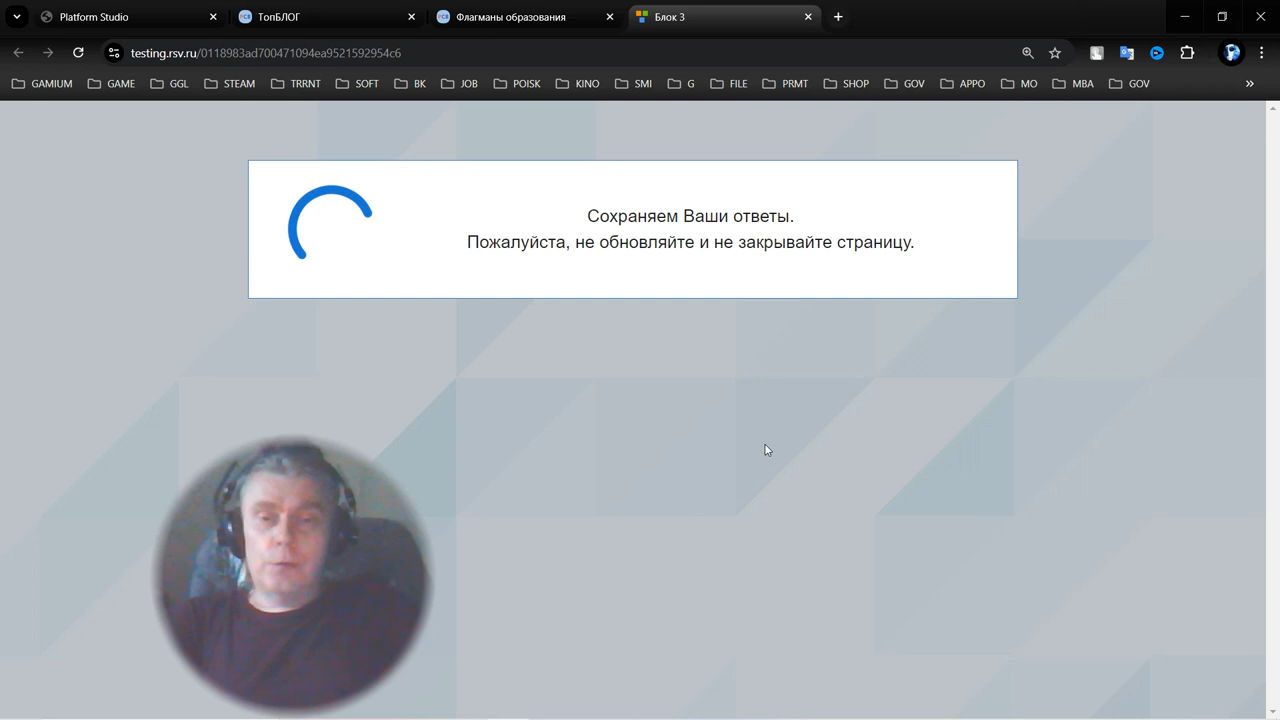 Platform Studio
ТопБЛОГ
Флагманы образования
Блок 3
testing.rsv.ru/0118983ad700471094ea9521592954c6
GAMIUM GAME GGL STEAM TRRNT SOFT BK JOB POISK KINO SMI G FILE PRMT SHOP GOV APPO MO MBA GOV
Сохраняем Ваши ответы.
Пожалуйста, не обновляйте и не закрывайте страницу.